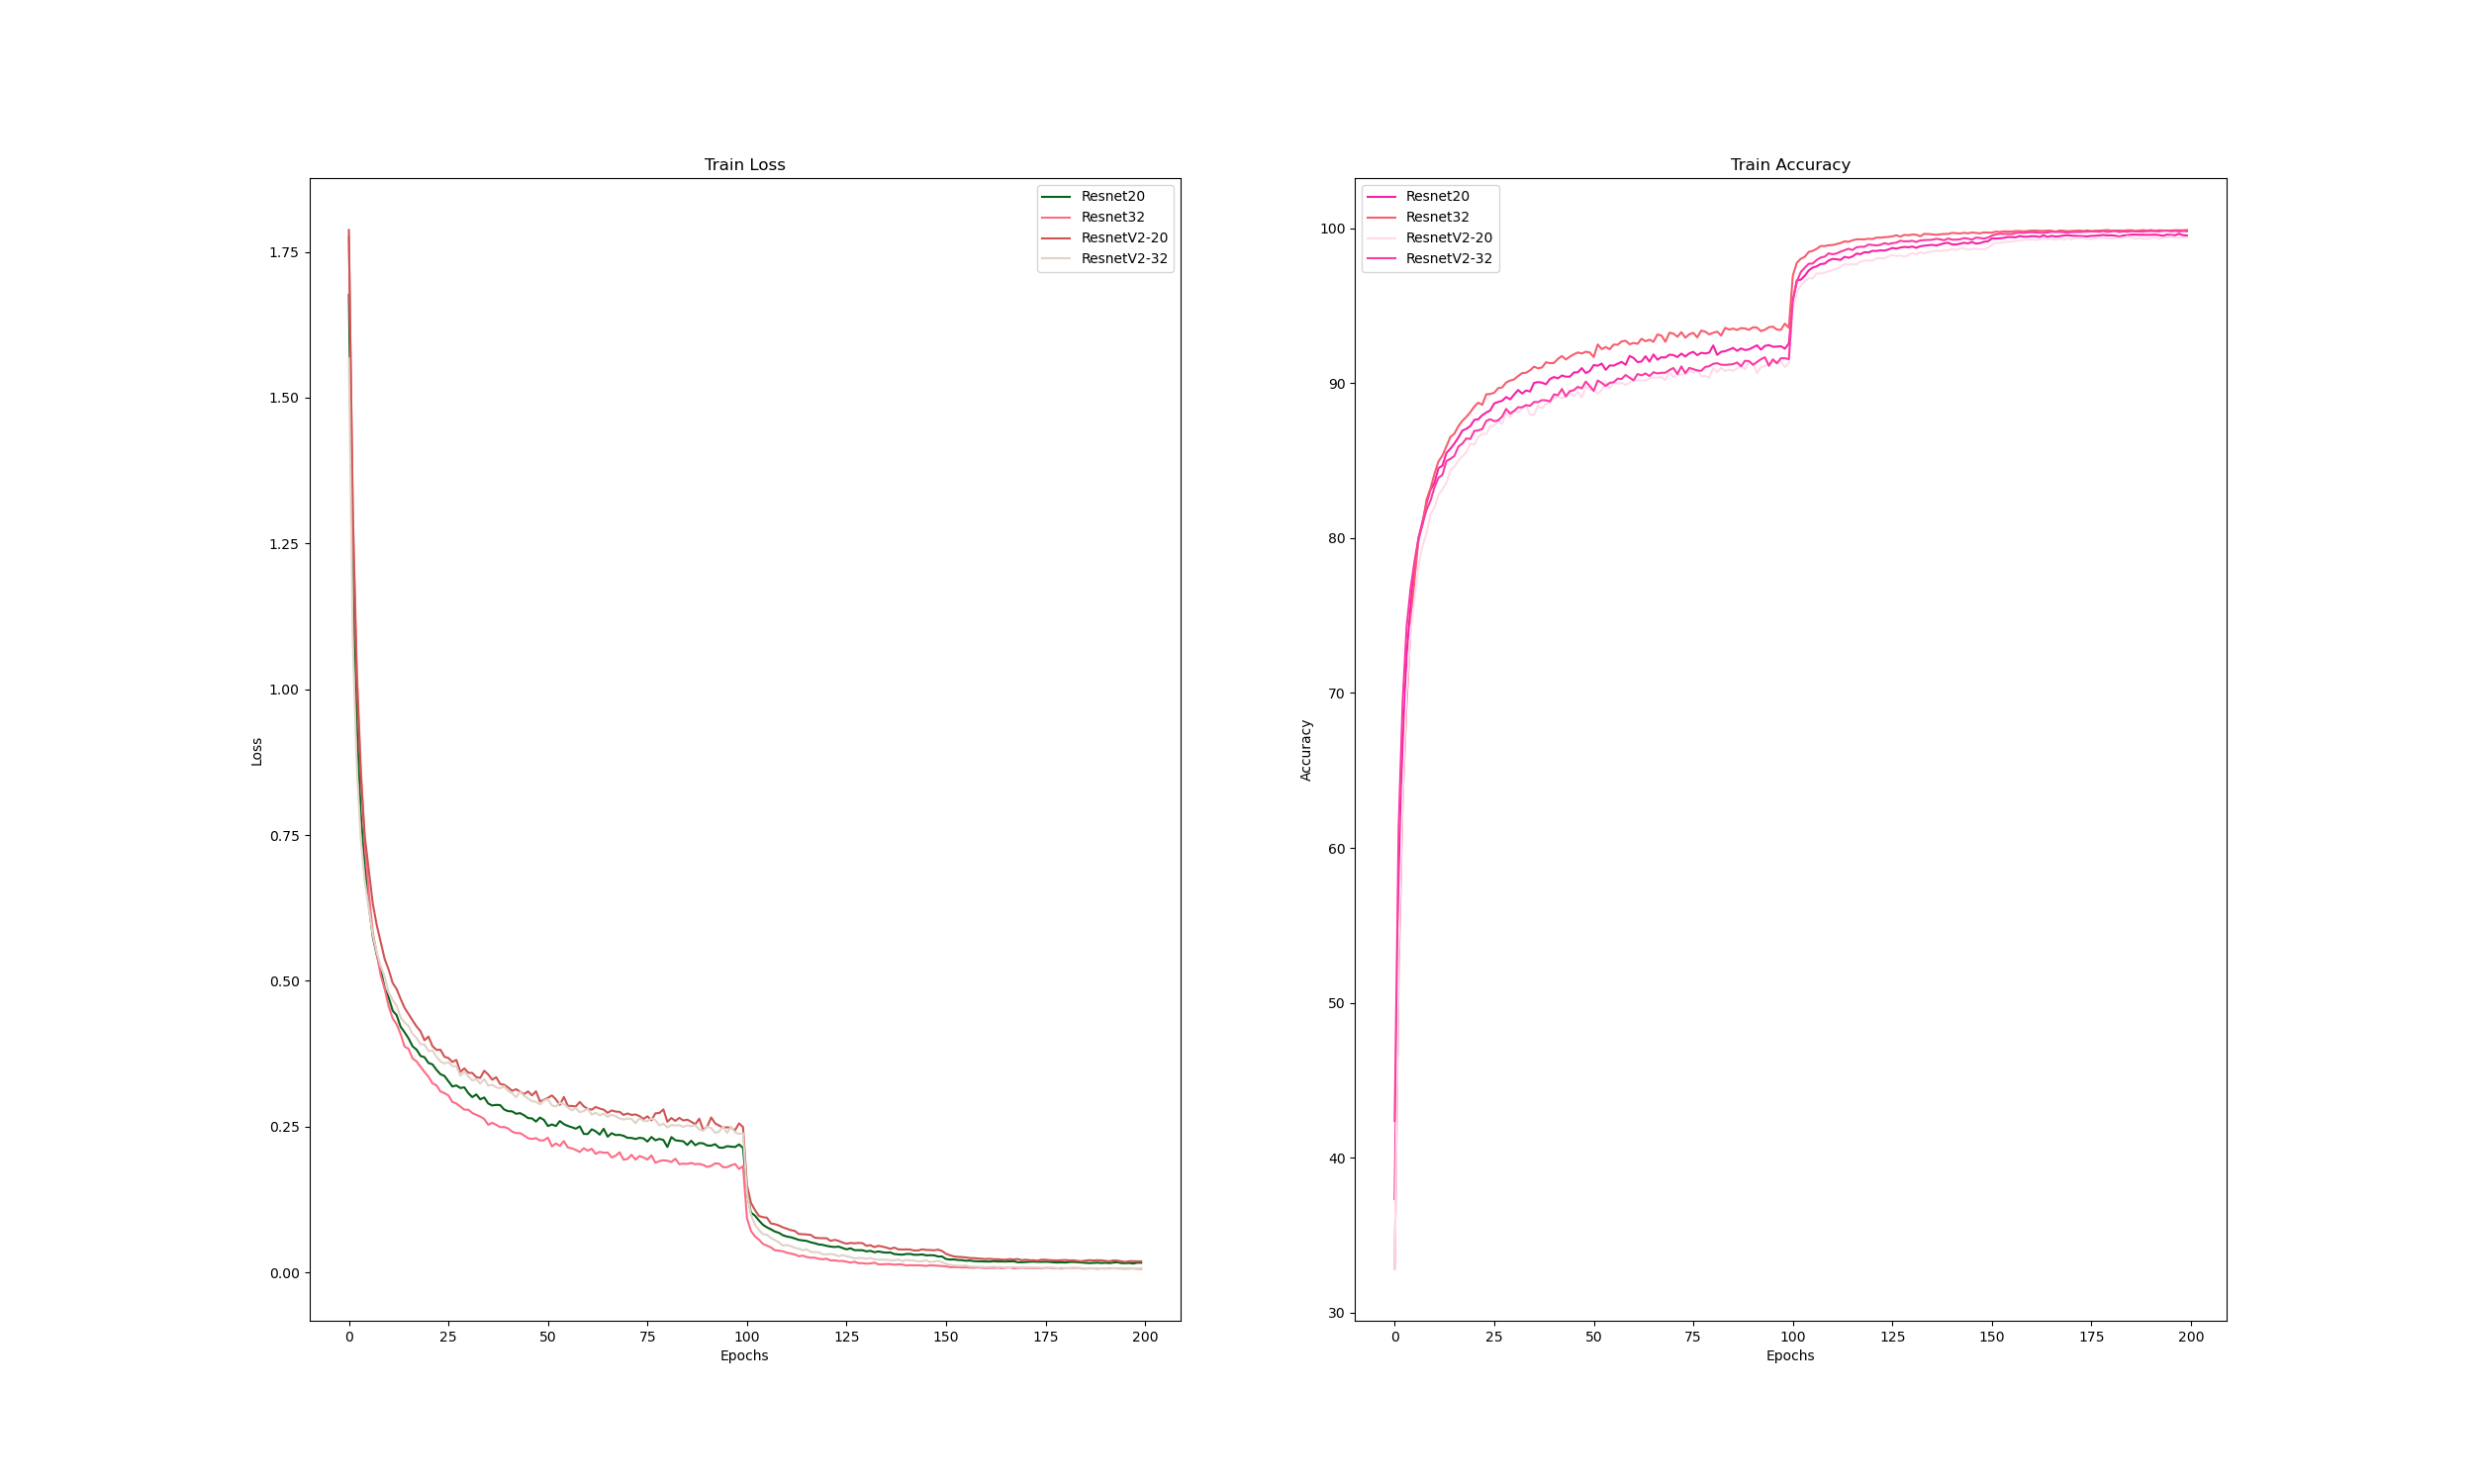 Train Loss
Resnet20
Resnet32
ResnetV2-20
ResnetV2-32
1.75
1.50
1.25
1.00
0.75
0.50
0.25
0.00
Loss
0 25 50 75 100 125 150 175 200
Epochs
Train Accuracy
Resnet20
Resnet32
ResnetV2-20
ResnetV2-32
100
90
80
70
60
50
40
30
Accuracy
0 25 50 75 100 125 150 175 200
Epochs